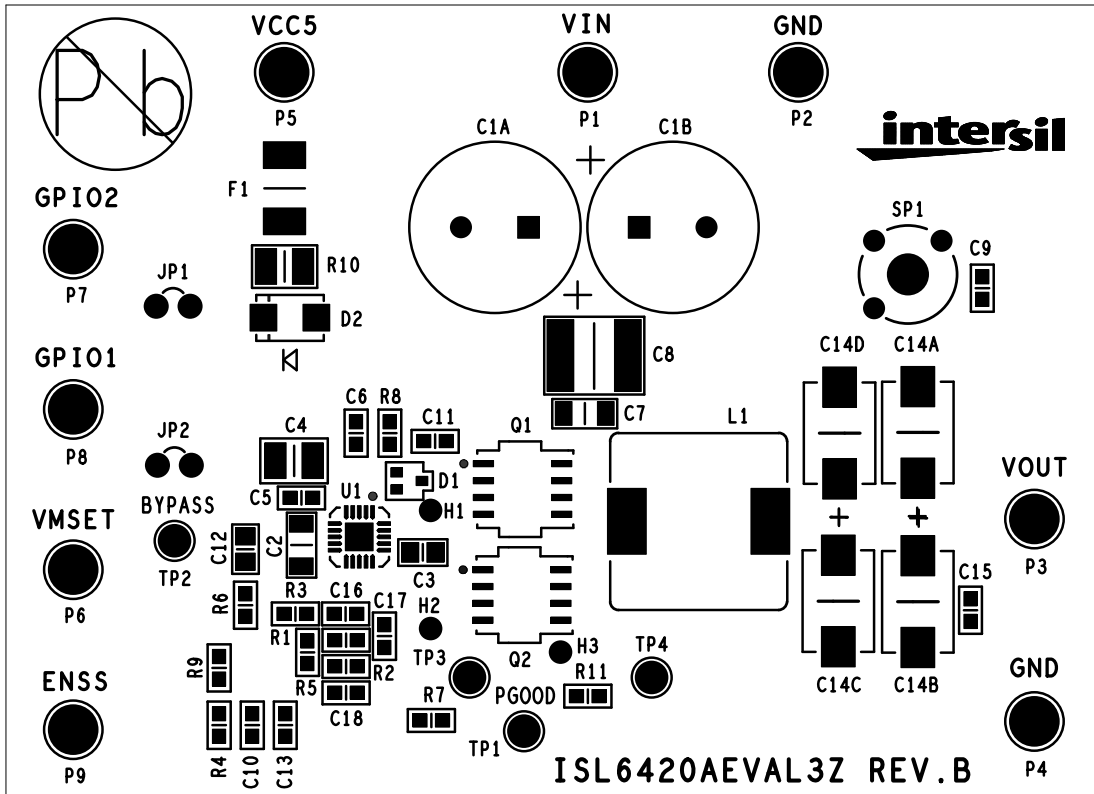 VCC5
VIN
GND
Pb
P5
P1
P2
C1A
C1B
intersil
F1
GPIO2
SP1
C9
R10
JP1
P7
D2
C8
C14D
C14A
GPIO1
C6
R8
C11
C7
L1
C4
Q1
JP2
P8
D1
VOUT
C5
U1
H1
BYPASS
VMSET
C12
C2
TP2
C3
P3
C15
R3
C16
C17
H2
P6
R6
R1
TP3
Q2
H3
TP4
R9
R5
R2
R11
C14C
C14B
GND
ENSS
C18
R7
PGOOD
TP1
P9
R4
C10
C13
ISL6420AEVAL3Z REV.B
P4